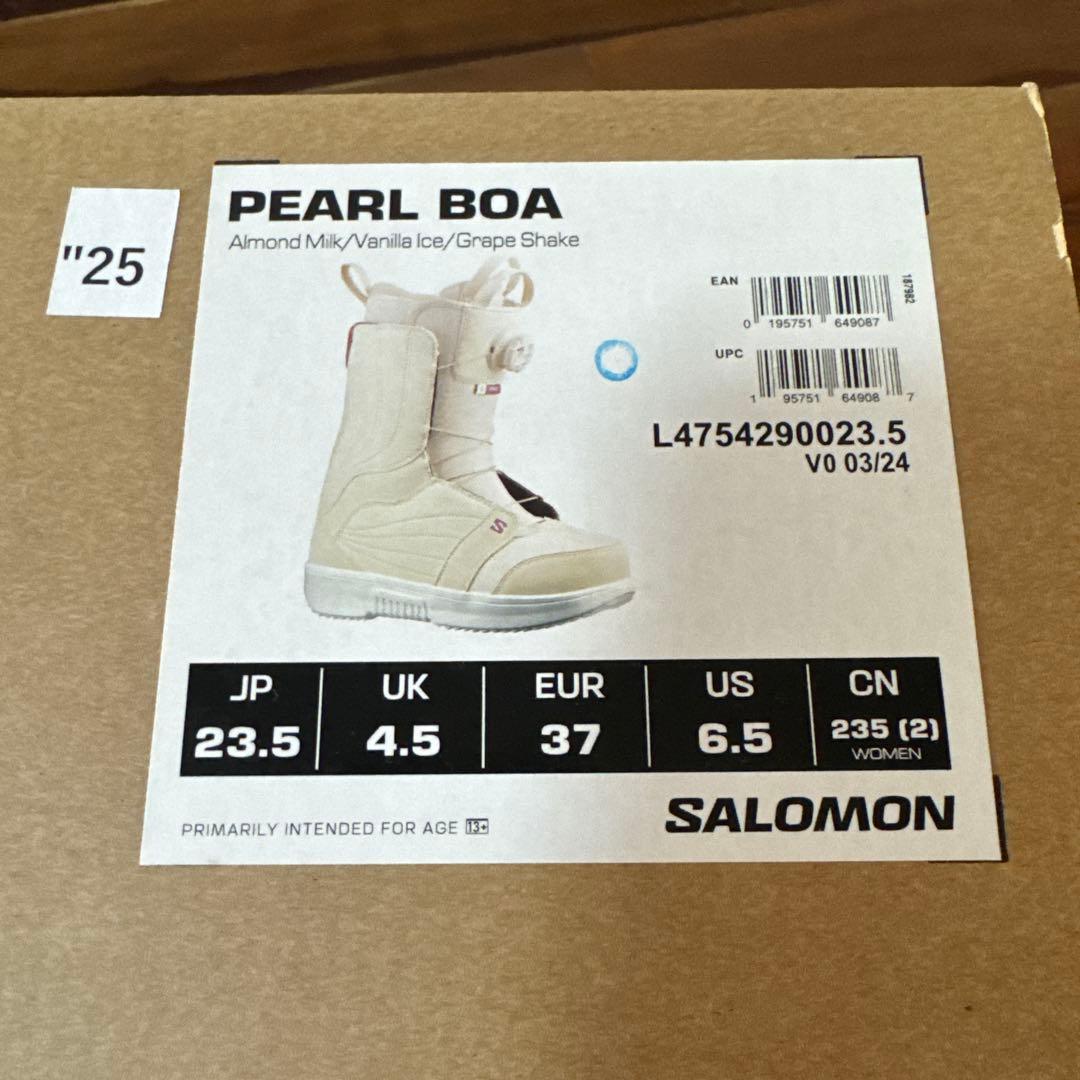 "25
PEARL BOA
Almond Milk/Vanilla Ice/Grape Shake
EAN
0 195751 649087
187982
UPC
1 95751 64908 7
L4754290023.5
V0 03/24
S
JP UK EUR US CN
23.5 4.5 37 6.5 235 (2)
WOMEN
PRIMARILY INTENDED FOR AGE 13+
SALOMON